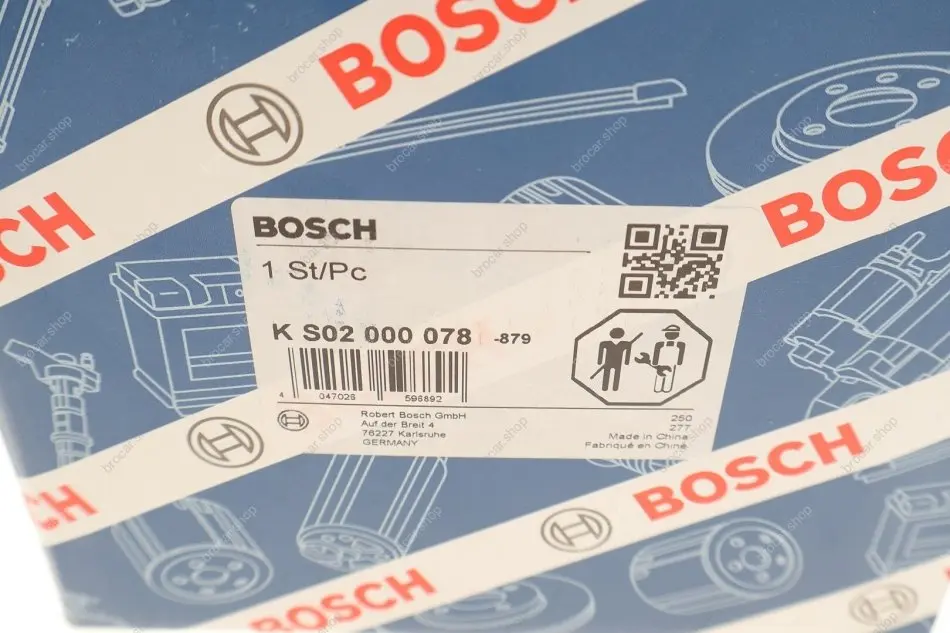 BOSCH
BOSCH
BOSCH
BOSCH
1 St/Pc
K S02 000 078 -879
4 047026 596892
Robert Bosch GmbH
Auf der Breit 4
76227 Karlsruhe
GERMANY
250
277
Made in China
Fabriqué en Chine
BOSCH
CH
BOSCH
brocar.shop